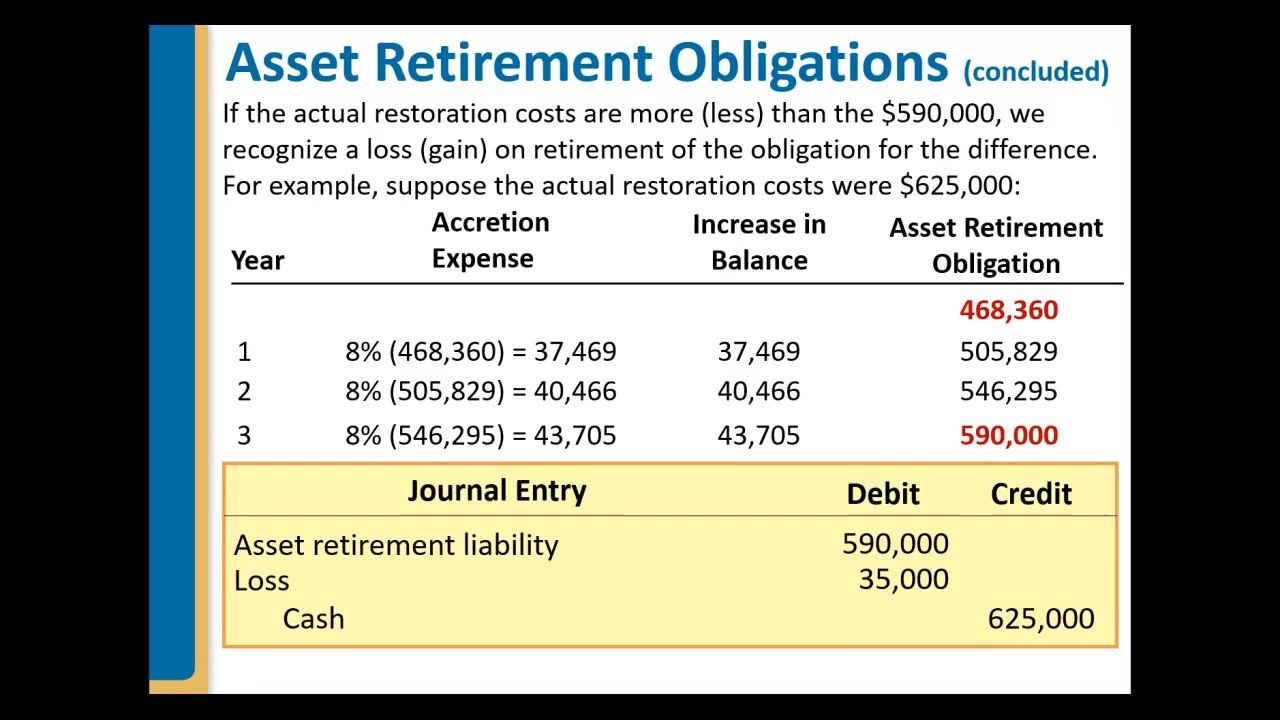 Asset Retirement Obligations (concluded)
If the actual restoration costs are more (less) than the $590,000, we
recognize a loss (gain) on retirement of the obligation for the difference.
For example, suppose the actual restoration costs were $625,000:
Year Accretion Expense Increase in Balance Asset Retirement Obligation
468,360
1 8% (468,360) = 37,469 37,469 505,829
2 8% (505,829) = 40,466 40,466 546,295
3 8% (546,295) = 43,705 43,705 590,000
Journal Entry Debit Credit
Asset retirement liability 590,000
Loss 35,000
Cash 625,000